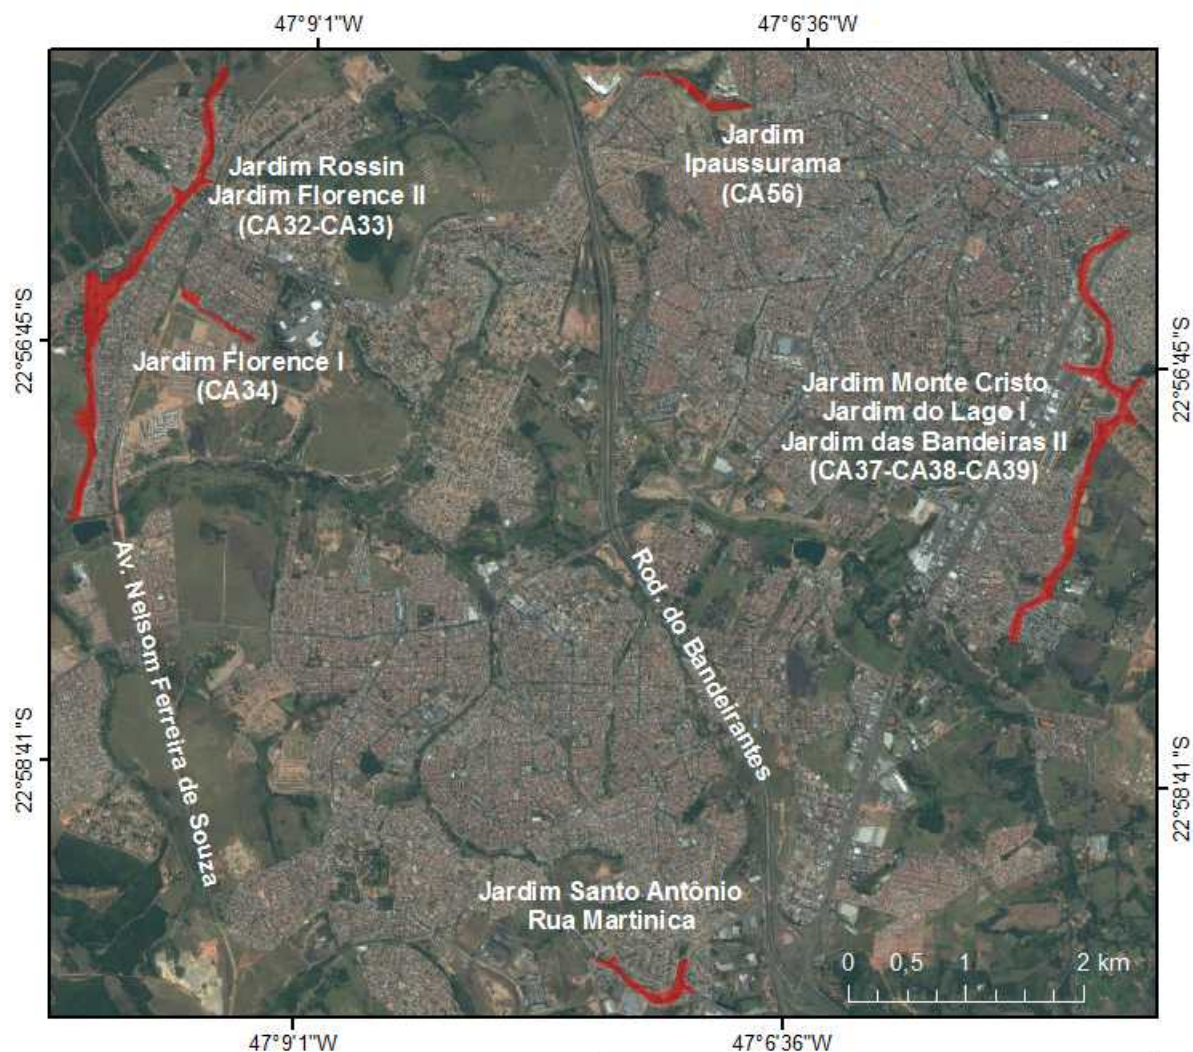 47°9'1"W
47°6'36"W
Jardim Rossin
Jardim Florence II
(CA32-CA33)
Jardim
Ipaussurama
(CA56)
22°56'45"S
22°56'45"S
Jardim Florence I
(CA34)
Jardim Monte Cristo
Jardim do Lago I
Jardim das Bandeiras II
(CA37-CA38-CA39)
Av. Nelsom Ferreira de Souza
Rod. do Bandeirantes
22°58'41"S
22°58'41"S
Jardim Santo Antônio
Rua Martinica
0 0,5 1 2 km
47°9'1"W
47°6'36"W